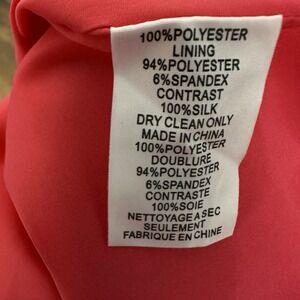 100%POLYESTER
LINING
94%POLYESTER
6%SPANDEX
CONTRAST
100%SILK
DRY CLEAN ONLY
MADE IN CHINA
100%POLYESTER
DOUBLURE
94%POLYESTER
6%SPANDEX
CONTRASTE
100%SOIE
NETTOYAGE A SEC
SEULEMENT
FABRIQUE EN CHINE